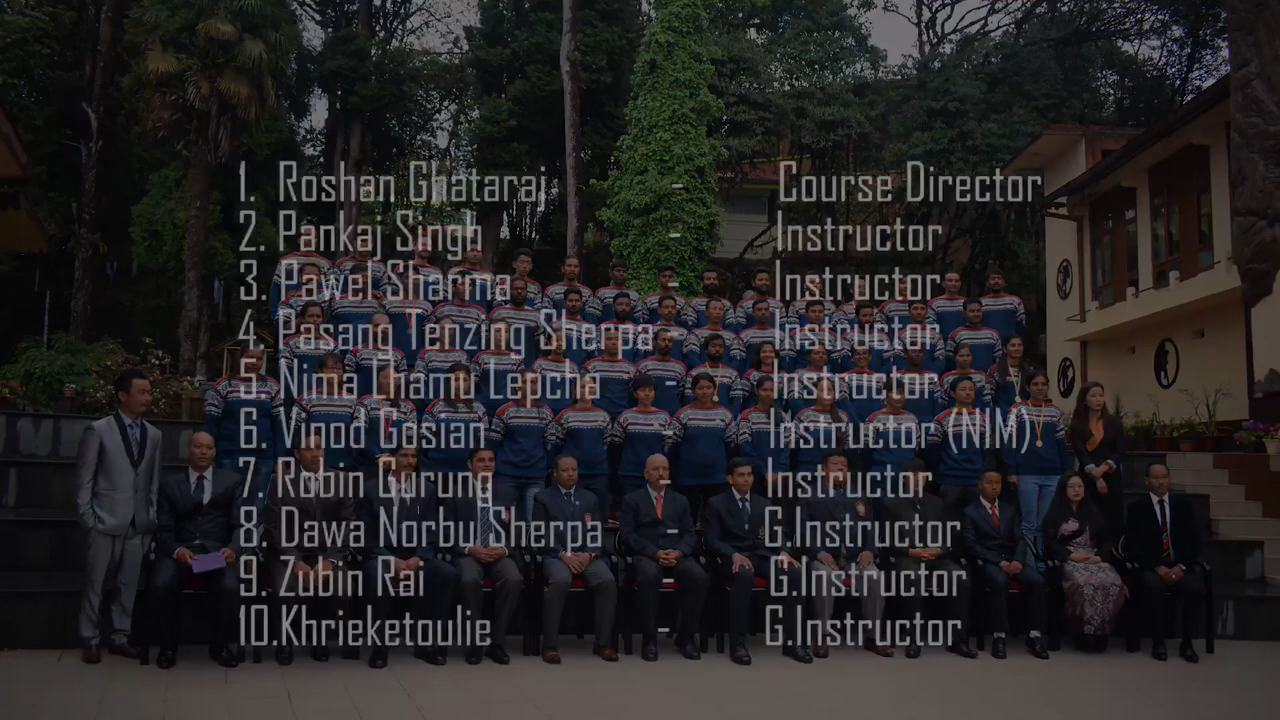 1. Roshan Ghataraj - Course Director
2. Pankaj Singh - Instructor
3. Pawel Sharma - Instructor
4. Pasang Tenzing Sherpa - Instructor
5. Nima Lhamu Lepcha - Instructor
6. Vinod Gosian - Instructor (NIM)
7. Robin Gurung - Instructor
8. Dawa Norbu Sherpa - G.Instructor
9. Zubin Rai - G.Instructor
10.Khrieketoulie - G.Instructor